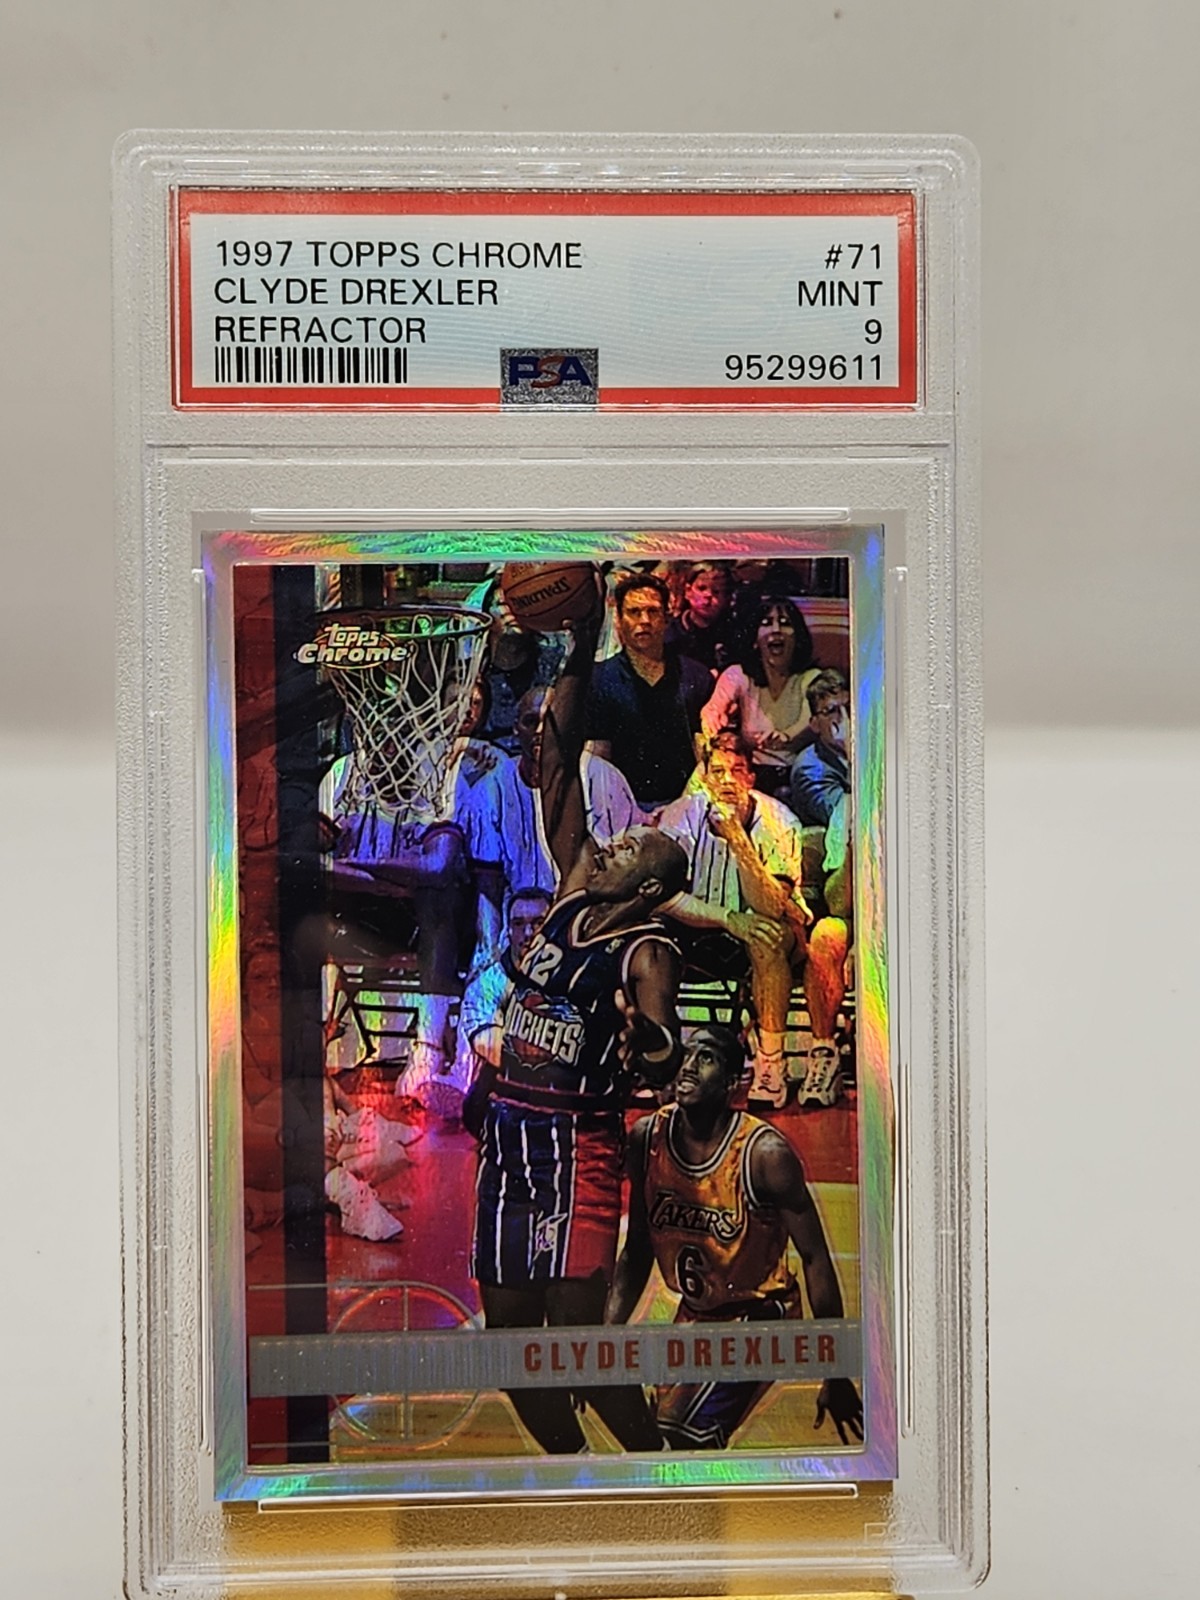 1997 TOPPS CHROME #71
CLYDE DREXLER MINT
REFRACTOR 9
PSA 95299611
SPALDING
Topps
Chrome
22
ROCKETS
LAKERS
6
CLYDE DREXLER
PSA